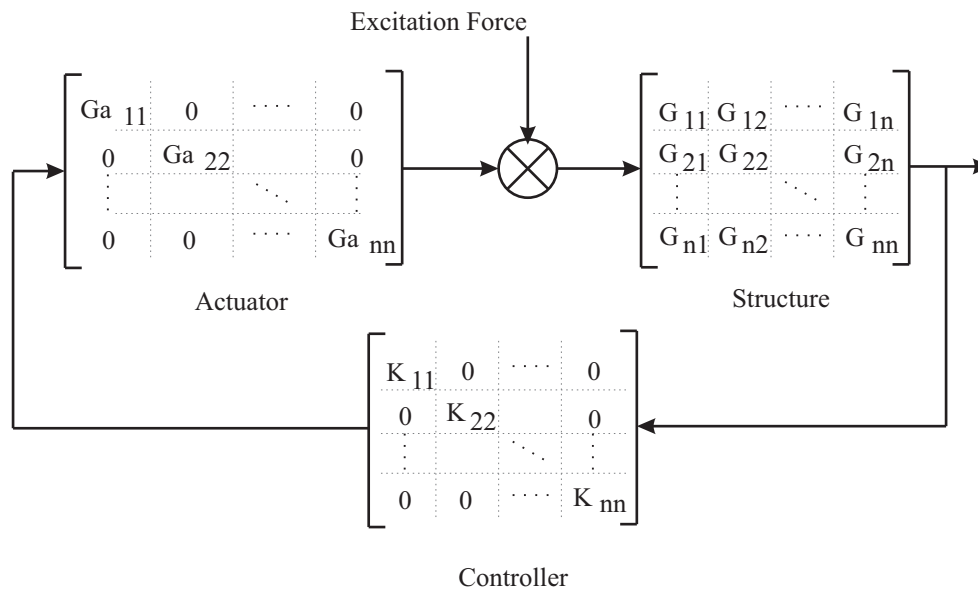 Excitation Force
Ga 11 0 ···· 0
0 Ga 22 0
0 0 ···· Ga nn
Actuator
G 11 G 12 ···· G 1n
G 21 G 22 G 2n
G n1 G n2 ···· G nn
Structure
K 11 0 ···· 0
0 K 22 0
0 0 ···· K nn
Controller